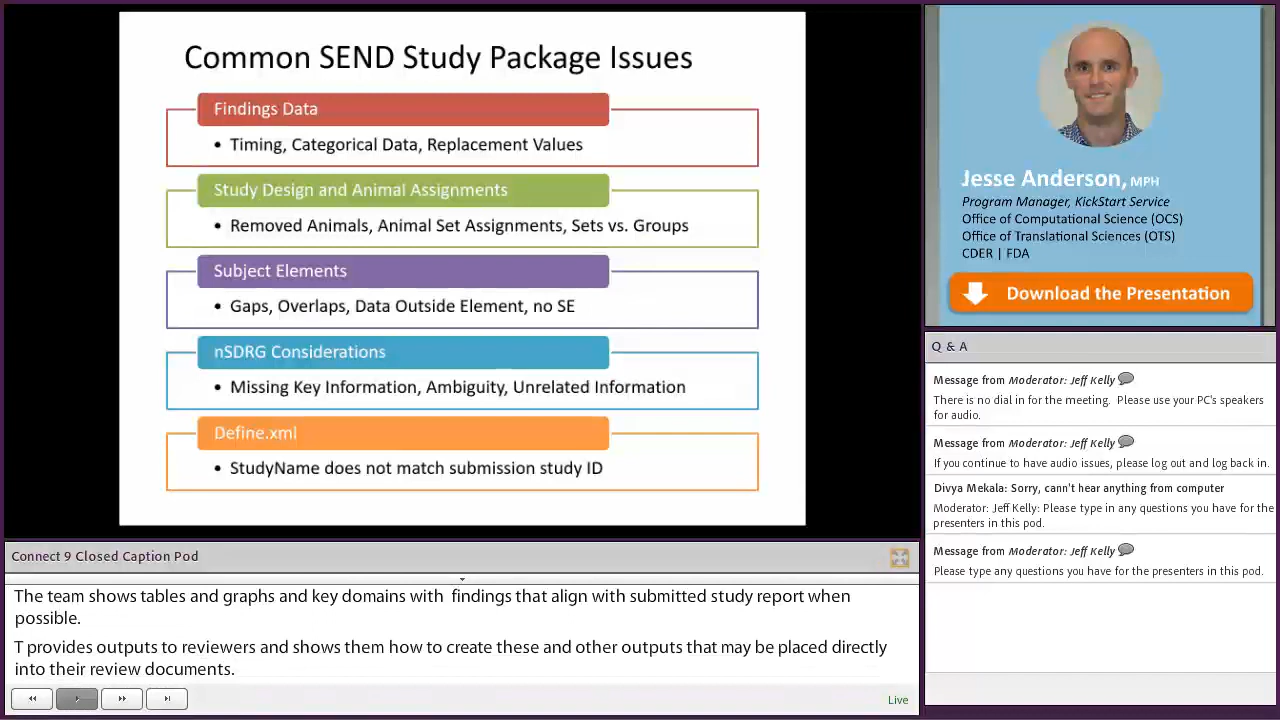 Common SEND Study Package Issues
Findings Data
• Timing, Categorical Data, Replacement Values
Study Design and Animal Assignments
• Removed Animals, Animal Set Assignments, Sets vs. Groups
Subject Elements
• Gaps, Overlaps, Data Outside Element, no SE
nSDRG Considerations
• Missing Key Information, Ambiguity, Unrelated Information
Define.xml
• StudyName does not match submission study ID
Jesse Anderson, MPH
Program Manager, KickStart Service
Office of Computational Science (OCS)
Office of Translational Sciences (OTS)
CDER | FDA
Download the Presentation
Q & A
Message from Moderator: Jeff Kelly
There is no dial in for the meeting. Please use your PC's speakers
for audio.
Message from Moderator: Jeff Kelly
If you continue to have audio issues, please log out and log back in.
Divya Mekala: Sorry, cann't hear anything from computer
Moderator: Jeff Kelly: Please type in any questions you have for the
presenters in this pod.
Message from Moderator: Jeff Kelly
Please type any questions you have for the presenters in this pod.
Connect 9 Closed Caption Pod
The team shows tables and graphs and key domains with findings that align with submitted study report when
possible.
T provides outputs to reviewers and shows them how to create these and other outputs that may be placed directly
into their review documents.
Live